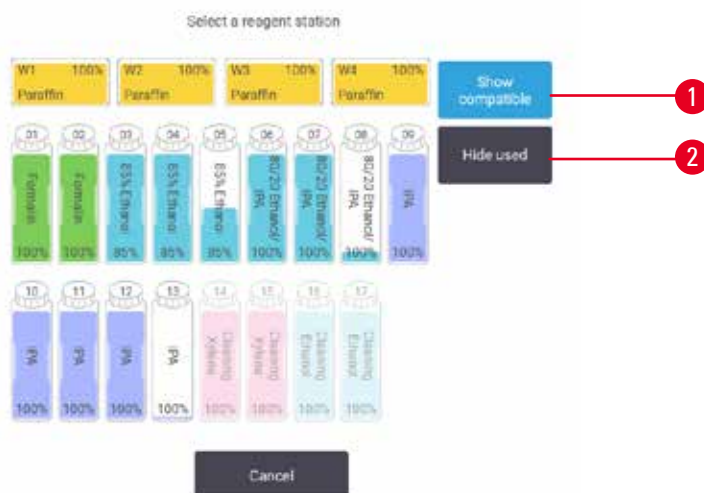 Select a reagent station
W1 100% W2 100% W3 100% W4 100%
Paraffin Paraffin Paraffin Paraffin
Show
compatible
1
Hide used
2
01 02 03 04 05 06 07 08 09
Formalin Formalin 85% Ethanol 85% Ethanol 85% Ethanol 80/20 Ethanol/ IPA 80/20 Ethanol/ IPA 80/20 Ethanol/ IPA IPA
100% 100% 85% 85% 85% 100% 100% 100% 100%
10 11 12 13 14 15 16 17
IPA IPA IPA IPA Cleaning Xylene Cleaning Xylene Cleaning Ethanol Cleaning Ethanol
100% 100% 100% 100% 100% 100% 100% 100%
Cancel